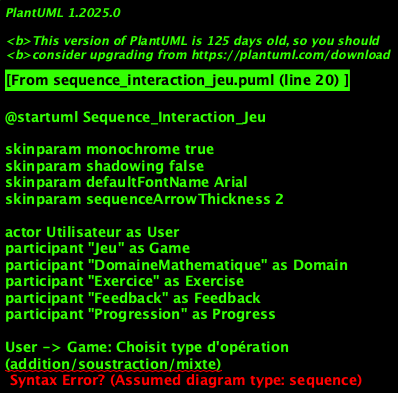 PlantUML 1.2025.0
<b>This version of PlantUML is 125 days old, so you should
<b>consider upgrading from https://plantuml.com/download
[From sequence_interaction_jeu.puml (line 20) ]
@startuml Sequence_Interaction_Jeu
skinparam monochrome true
skinparam shadowing false
skinparam defaultFontName Arial
skinparam sequenceArrowThickness 2
actor Utilisateur as User
participant "Jeu" as Game
participant "DomaineMathematique" as Domain
participant "Exercice" as Exercise
participant "Feedback" as Feedback
participant "Progression" as Progress
User -> Game: Choisit type d'opération
(addition/soustraction/mixte)
Syntax Error? (Assumed diagram type: sequence)